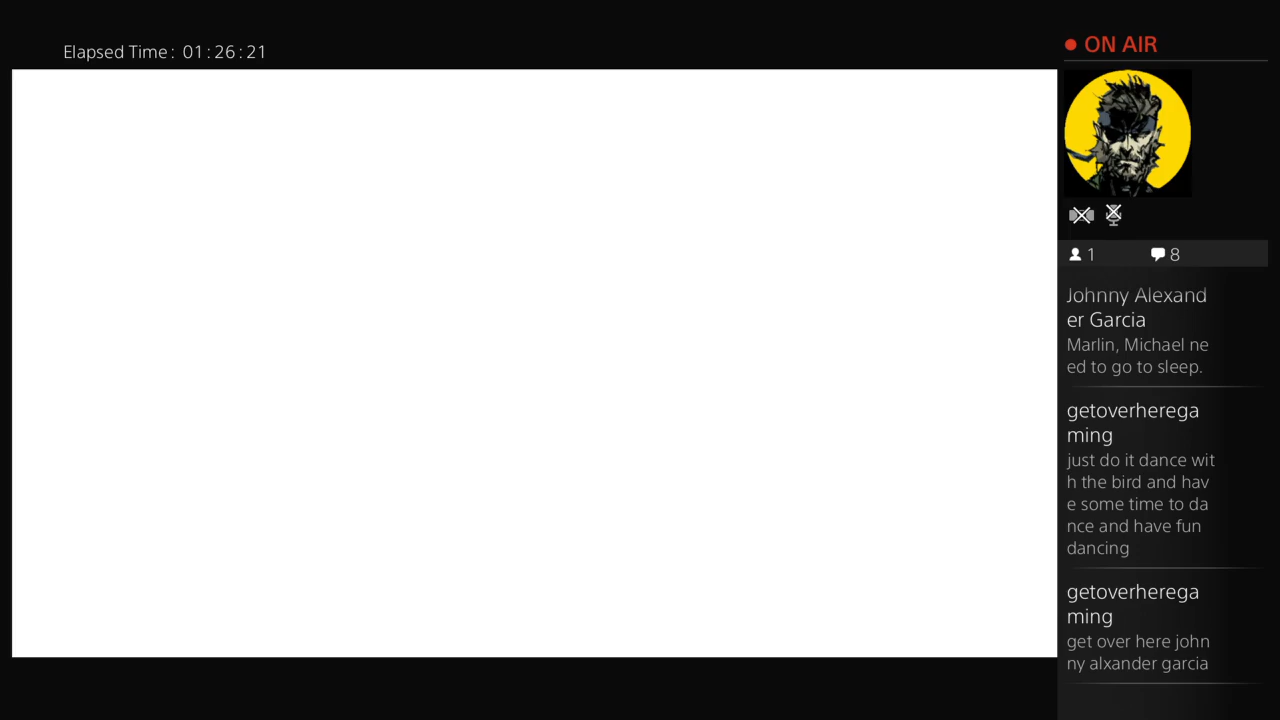 Elapsed Time: 01:26:21
ON AIR
1
8
Johnny Alexand
er Garcia
Marlin, Michael ne
ed to go to sleep.
getoverherega
ming
just do it dance wit
h the bird and hav
e some time to da
nce and have fun
dancing
getoverherega
ming
get over here john
ny alxander garcia